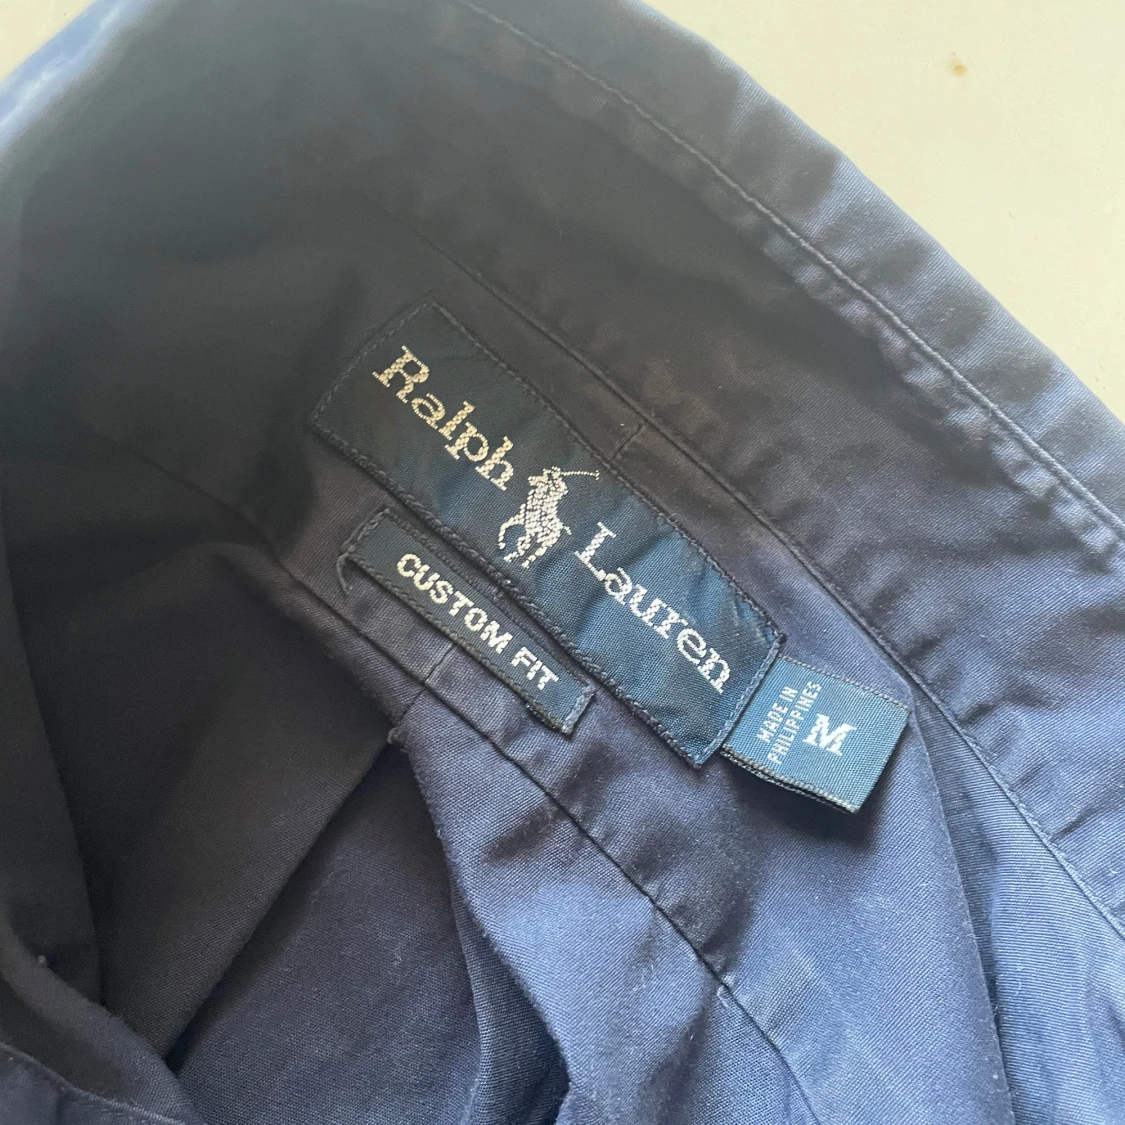 Ralph Lauren
CUSTOM FIT
MADE IN
PHILIPPINES
M